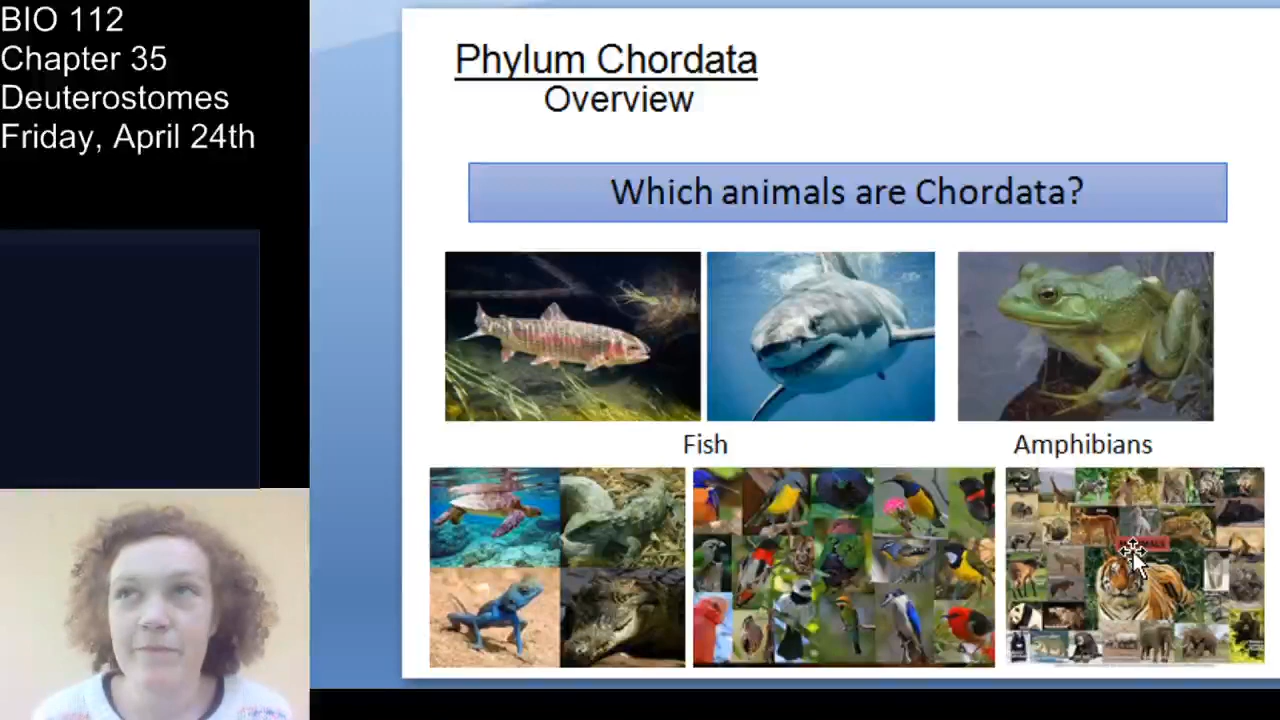 BIO 112
Chapter 35
Deuterostomes
Friday, April 24th
Phylum Chordata
Overview
Which animals are Chordata?
Fish
Amphibians